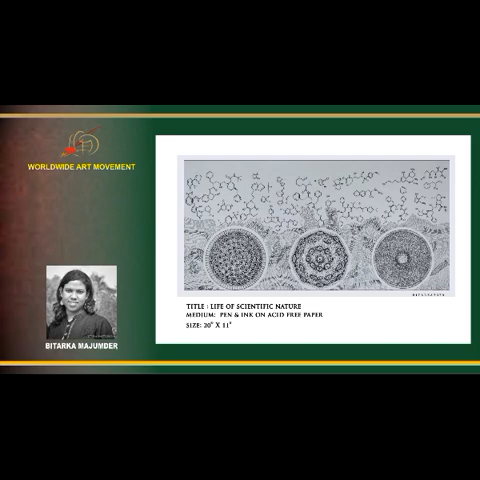 WORLDWIDE ART MOVEMENT
BITARKA MAJUMDER
TITLE : LIFE OF SCIENTIFIC NATURE
MEDIUM: PEN & INK ON ACID FREE PAPER
SIZE: 20" X 11"